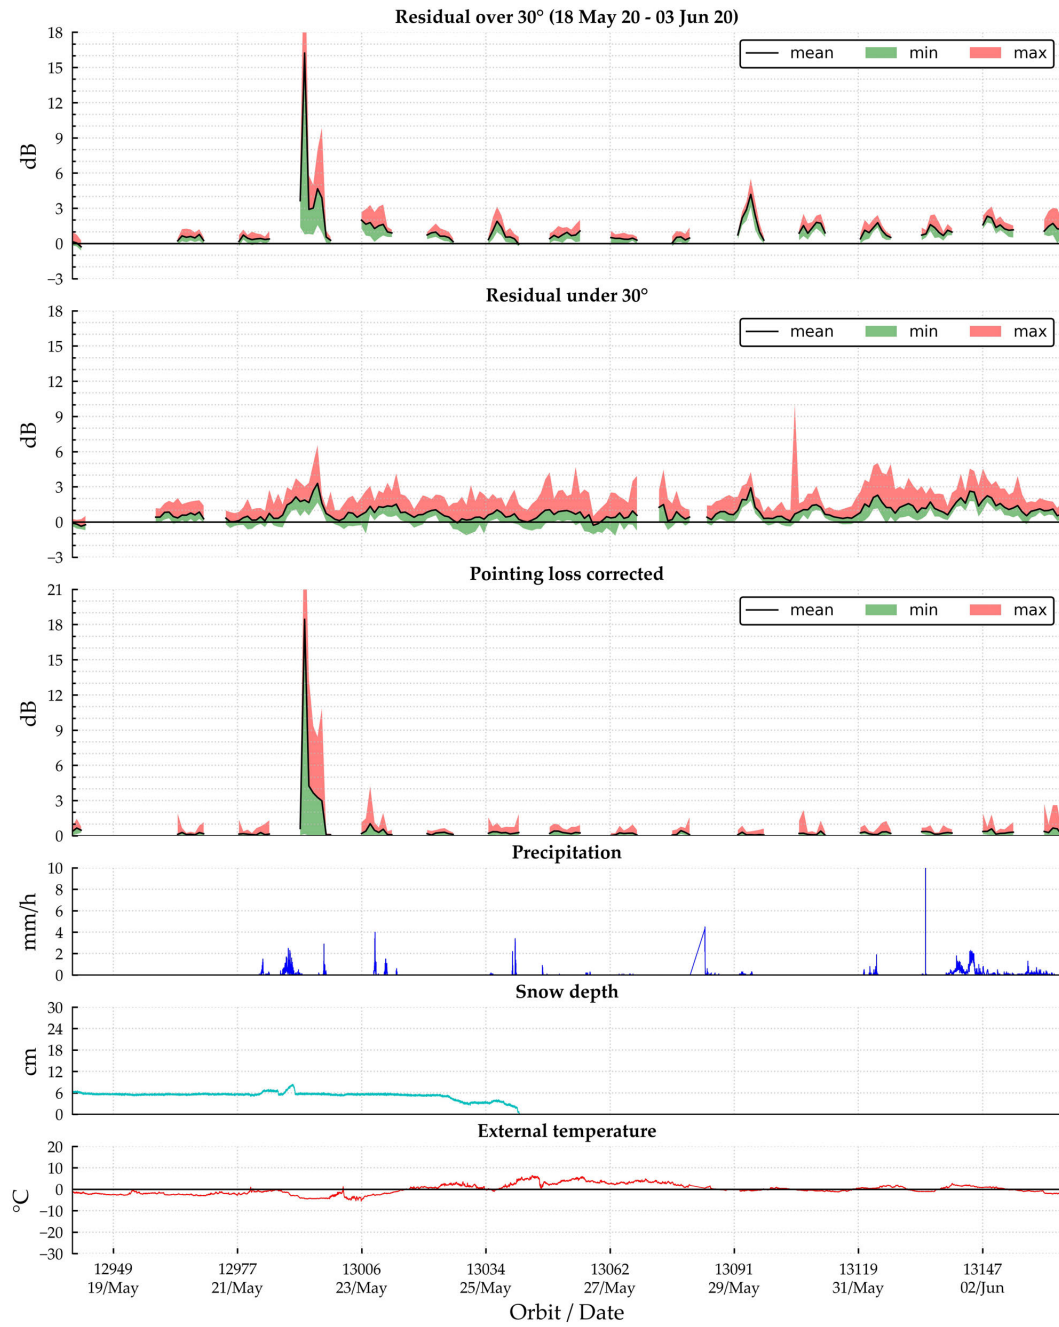 Residual over 30° (18 May 20 - 03 Jun 20)
18
15
12
9
6
3
0
−3
dB
mean min max
Residual under 30°
18
15
12
9
6
3
0
−3
dB
mean min max
Pointing loss corrected
21
18
15
12
9
6
3
0
dB
mean min max
Precipitation
10
8
6
4
2
0
mm/h
Snow depth
30
24
18
12
6
0
cm
External temperature
20
10
0
−10
−20
−30
°C
12949 12977 13006 13034 13062 13091 13119 13147
19/May 21/May 23/May 25/May 27/May 29/May 31/May 02/Jun
Orbit / Date